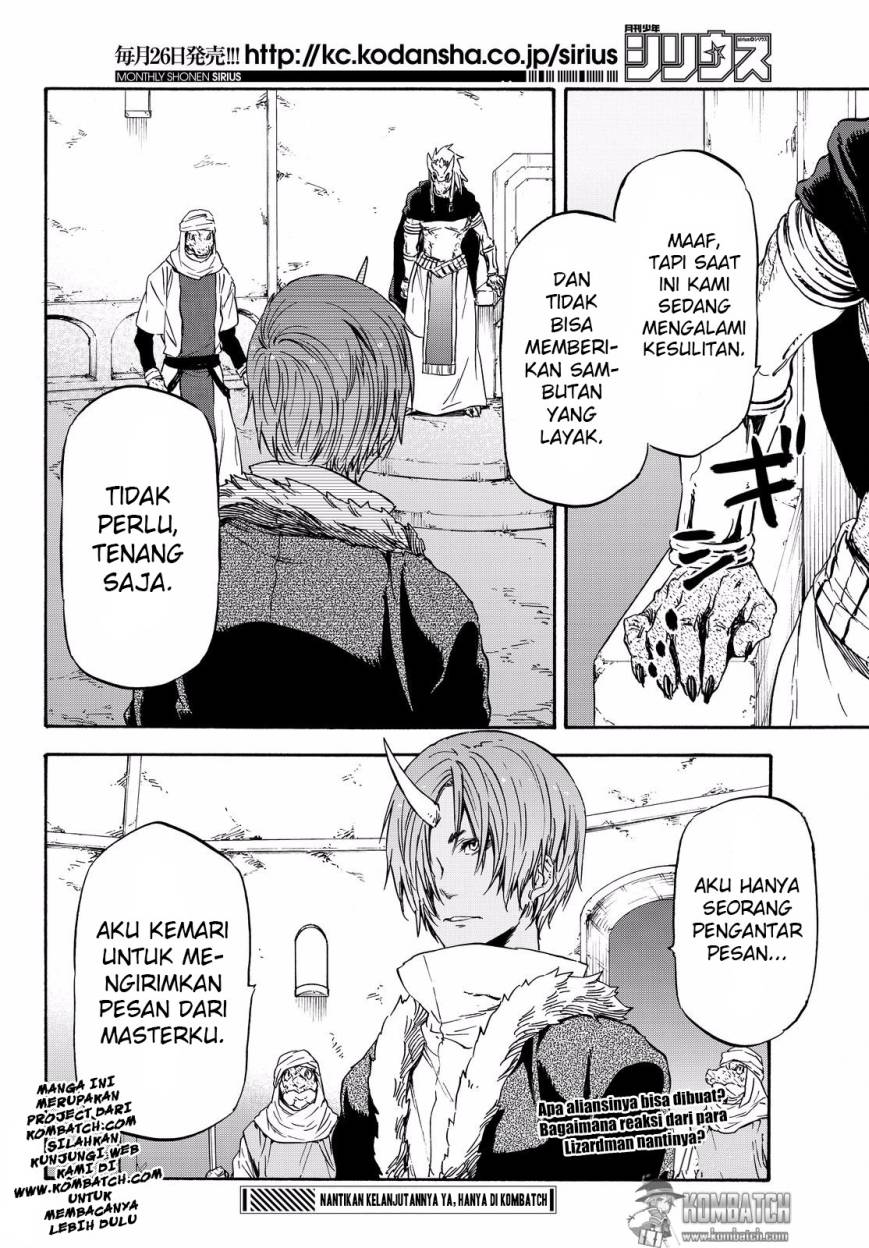 毎月26日発売!!! http://kc.kodansha.co.jp/sirius
MONTHLY SHONEN SIRIUS
月刊少年
シリウス
MAAF,
TAPI SAAT
INI KAMI
SEDANG
MENGALAMI
KESULITAN.
DAN
TIDAK
BISA
MEMBERI-
KAN SAM-
BUTAN
YANG
LAYAK.
ギシ
TIDAK
PERLU,
TENANG
SAJA.
AKU HANYA
SEORANG
PENGANTAR
PESAN...
AKU KEMARI
UNTUK ME-
NGIRIMKAN
PESAN DARI
MASTERKU.
Apa aliansinya bisa dibuat?
Bagaimana reaksi dari para
Lizardman nantinya?
MANGA INI
MERUPAKAN
PROJECT DARI
KOMBATCH.COM
SILAHKAN
KUNJUNGI WEB
KAMI DI
WWW.KOMBATCH.COM
UNTUK
MEMBACANYA
LEBIH DULU
NANTIKAN KELANJUTANNYA YA, HANYA DI KOMBATCH
KOMBATCH
www.kombatch.com